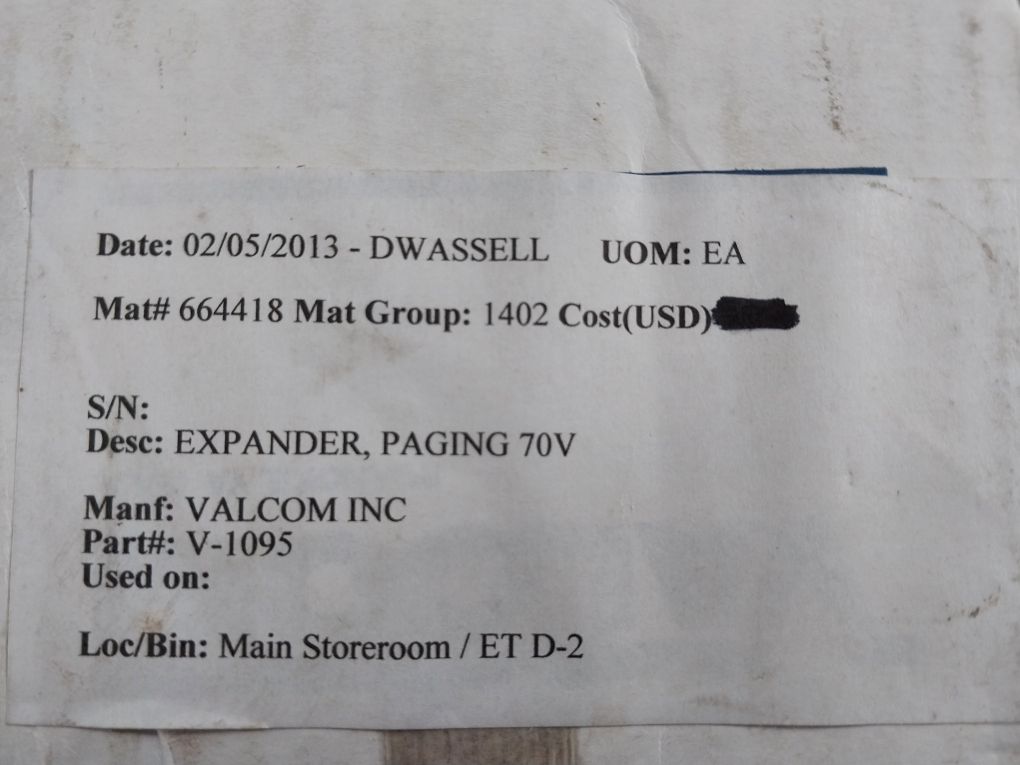 Date: 02/05/2013 - DWASSELL UOM: EA
Mat# 664418 Mat Group: 1402 Cost(USD)
S/N:
Desc: EXPANDER, PAGING 70V
Manf: VALCOM INC
Part#: V-1095
Used on:
Loc/Bin: Main Storeroom / ET D-2